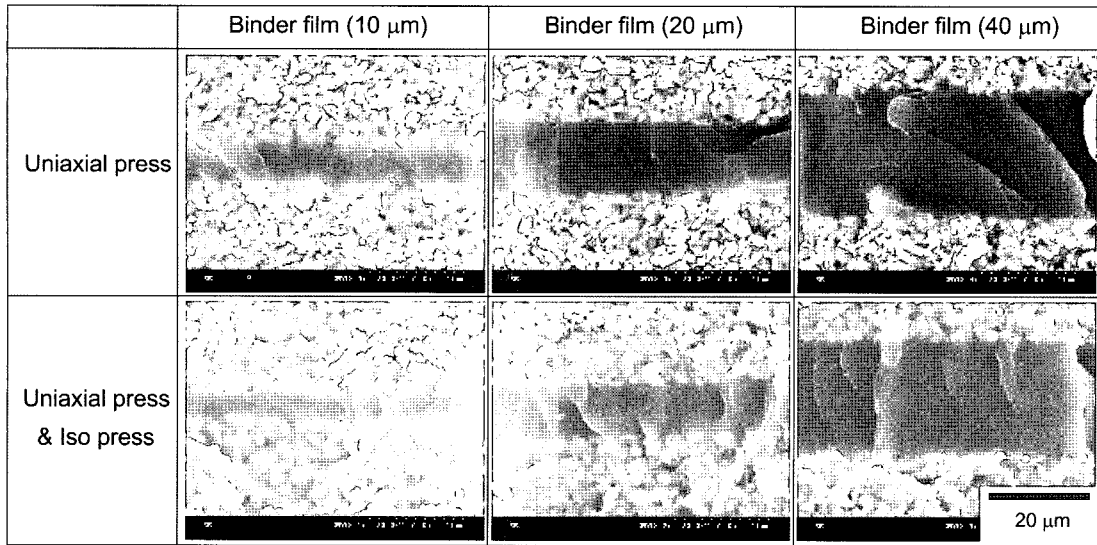 Binder film (10 μm)
Binder film (20 μm)
Binder film (40 μm)
Uniaxial press
Uniaxial press
& Iso press
20 μm